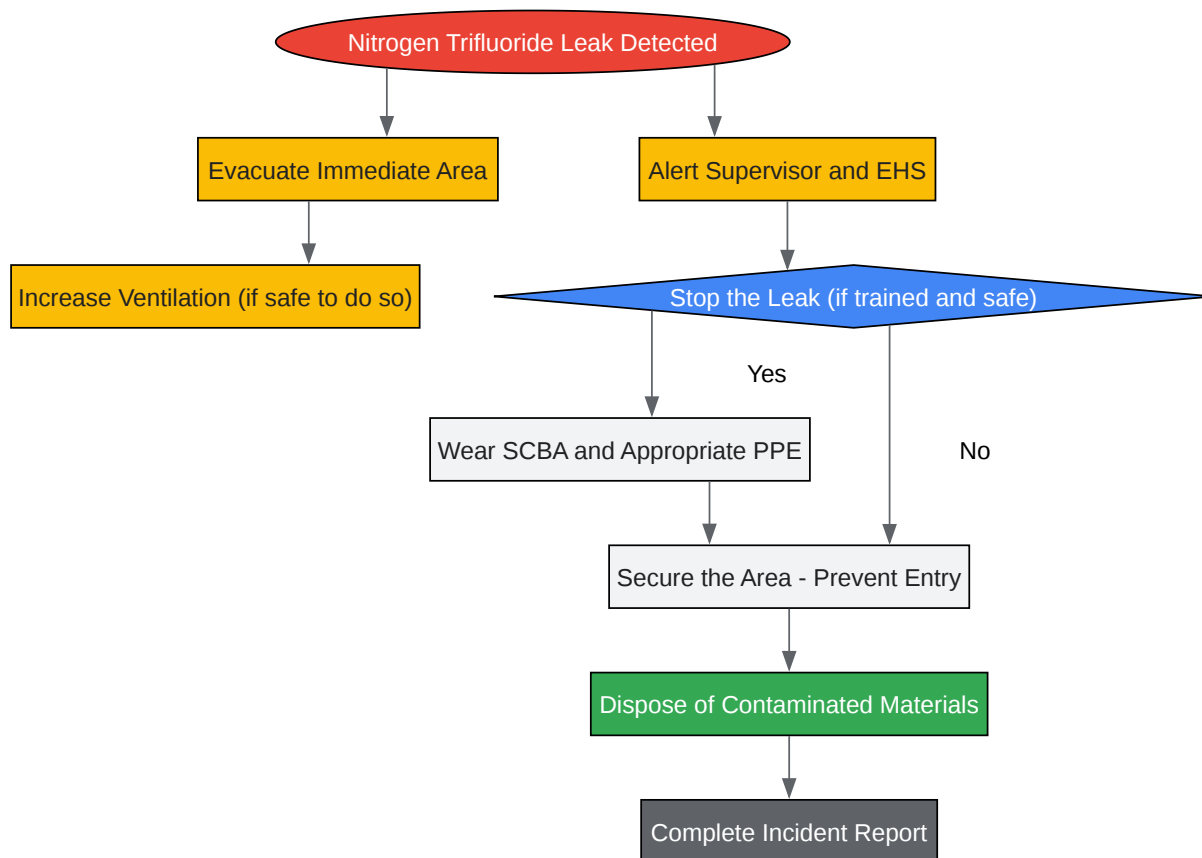 Nitrogen Trifluoride Leak Detected
Evacuate Immediate Area
Alert Supervisor and EHS
Increase Ventilation (if safe to do so)
Stop the Leak (if trained and safe)
Yes
Wear SCBA and Appropriate PPE
No
Secure the Area - Prevent Entry
Dispose of Contaminated Materials
Complete Incident Report